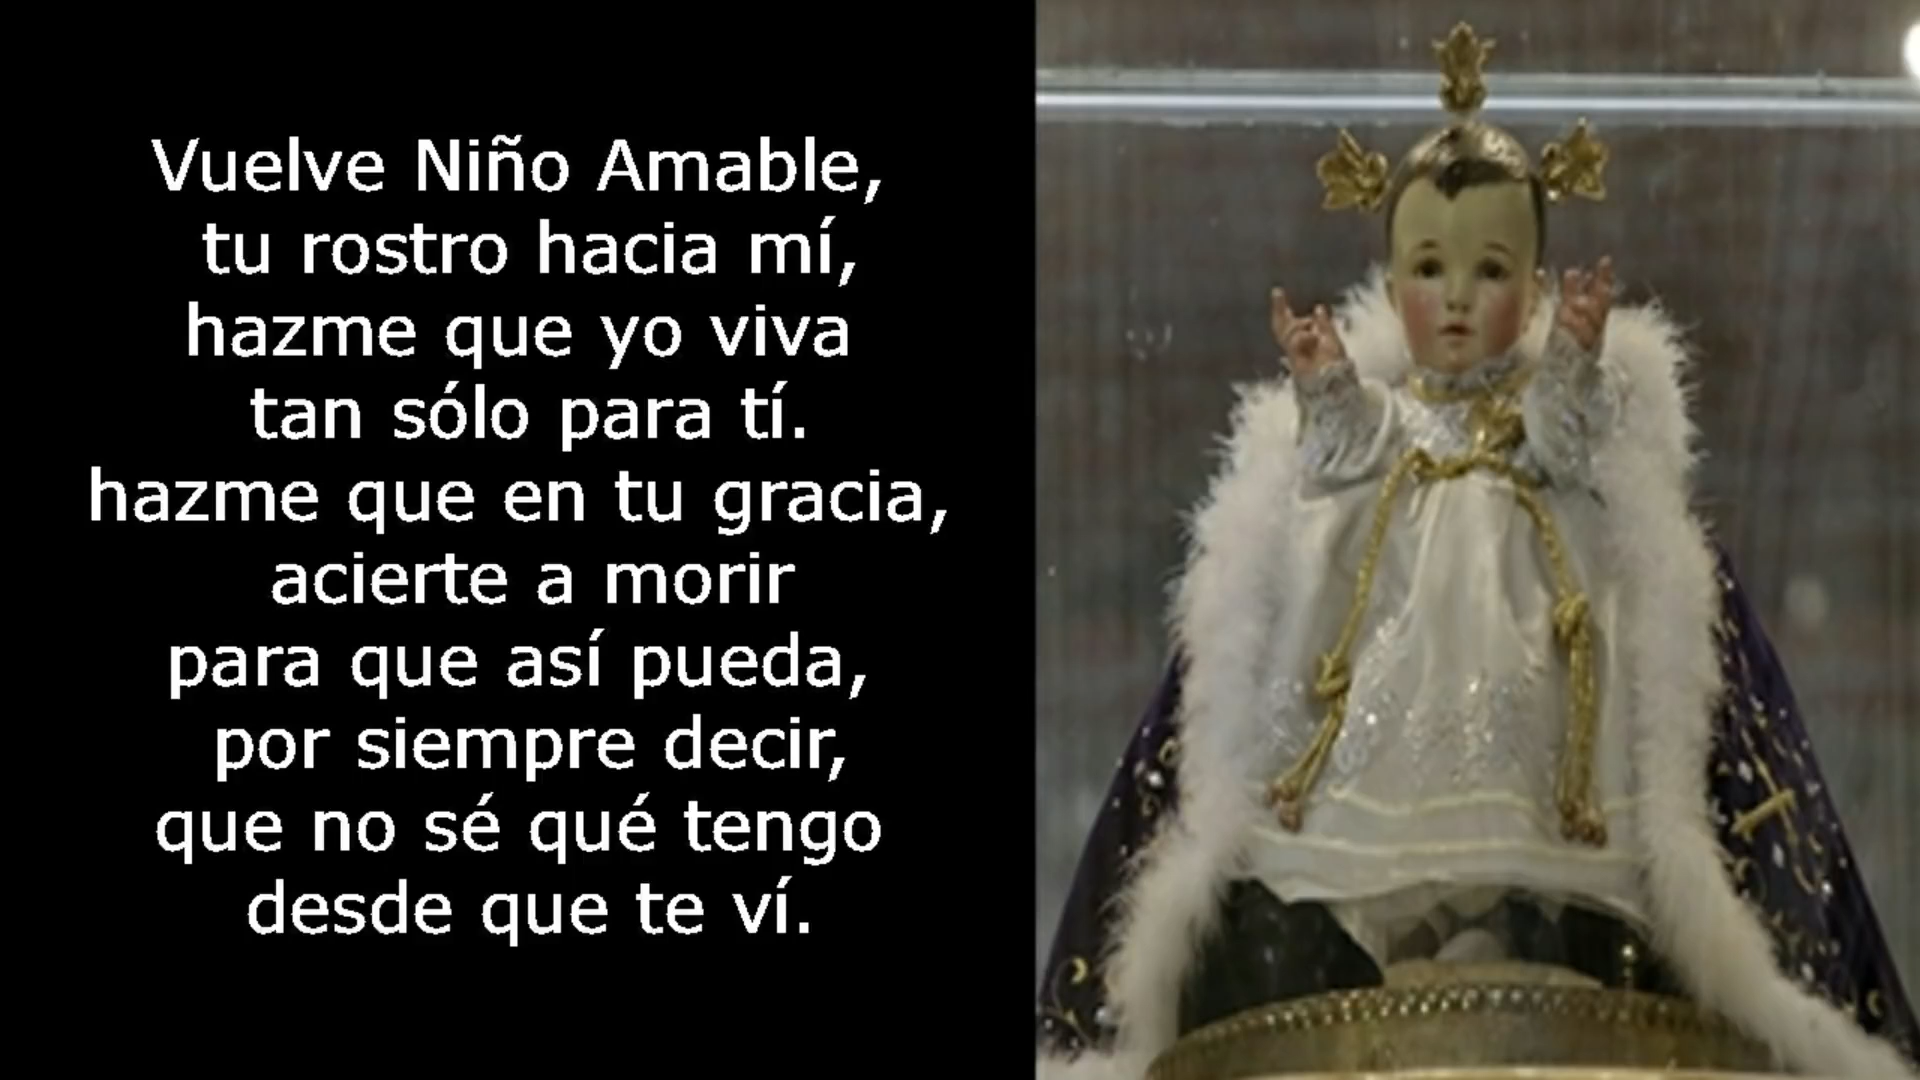 Vuelve Niño Amable,
tu rostro hacia mí,
hazme que yo viva
tan sólo para tí.
hazme que en tu gracia,
acierte a morir
para que así pueda,
por siempre decir,
que no sé qué tengo
desde que te ví.